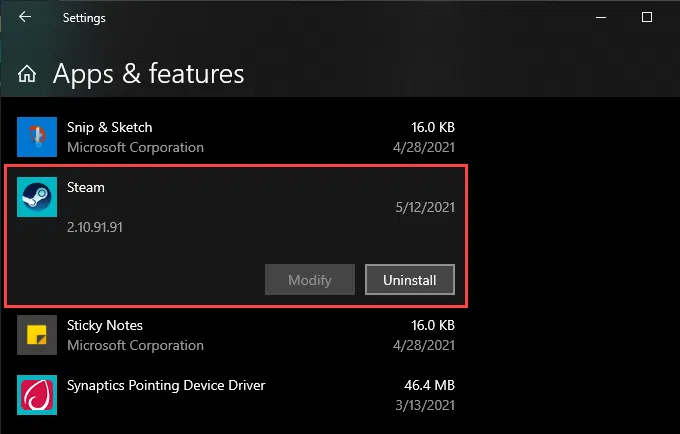 Settings
Apps & features
Snip & Sketch 16.0 KB
Microsoft Corporation 4/28/2021
Steam
5/12/2021
2.10.91.91
Modify Uninstall
Sticky Notes 16.0 KB
Microsoft Corporation 4/28/2021
Synaptics Pointing Device Driver 46.4 MB
3/13/2021